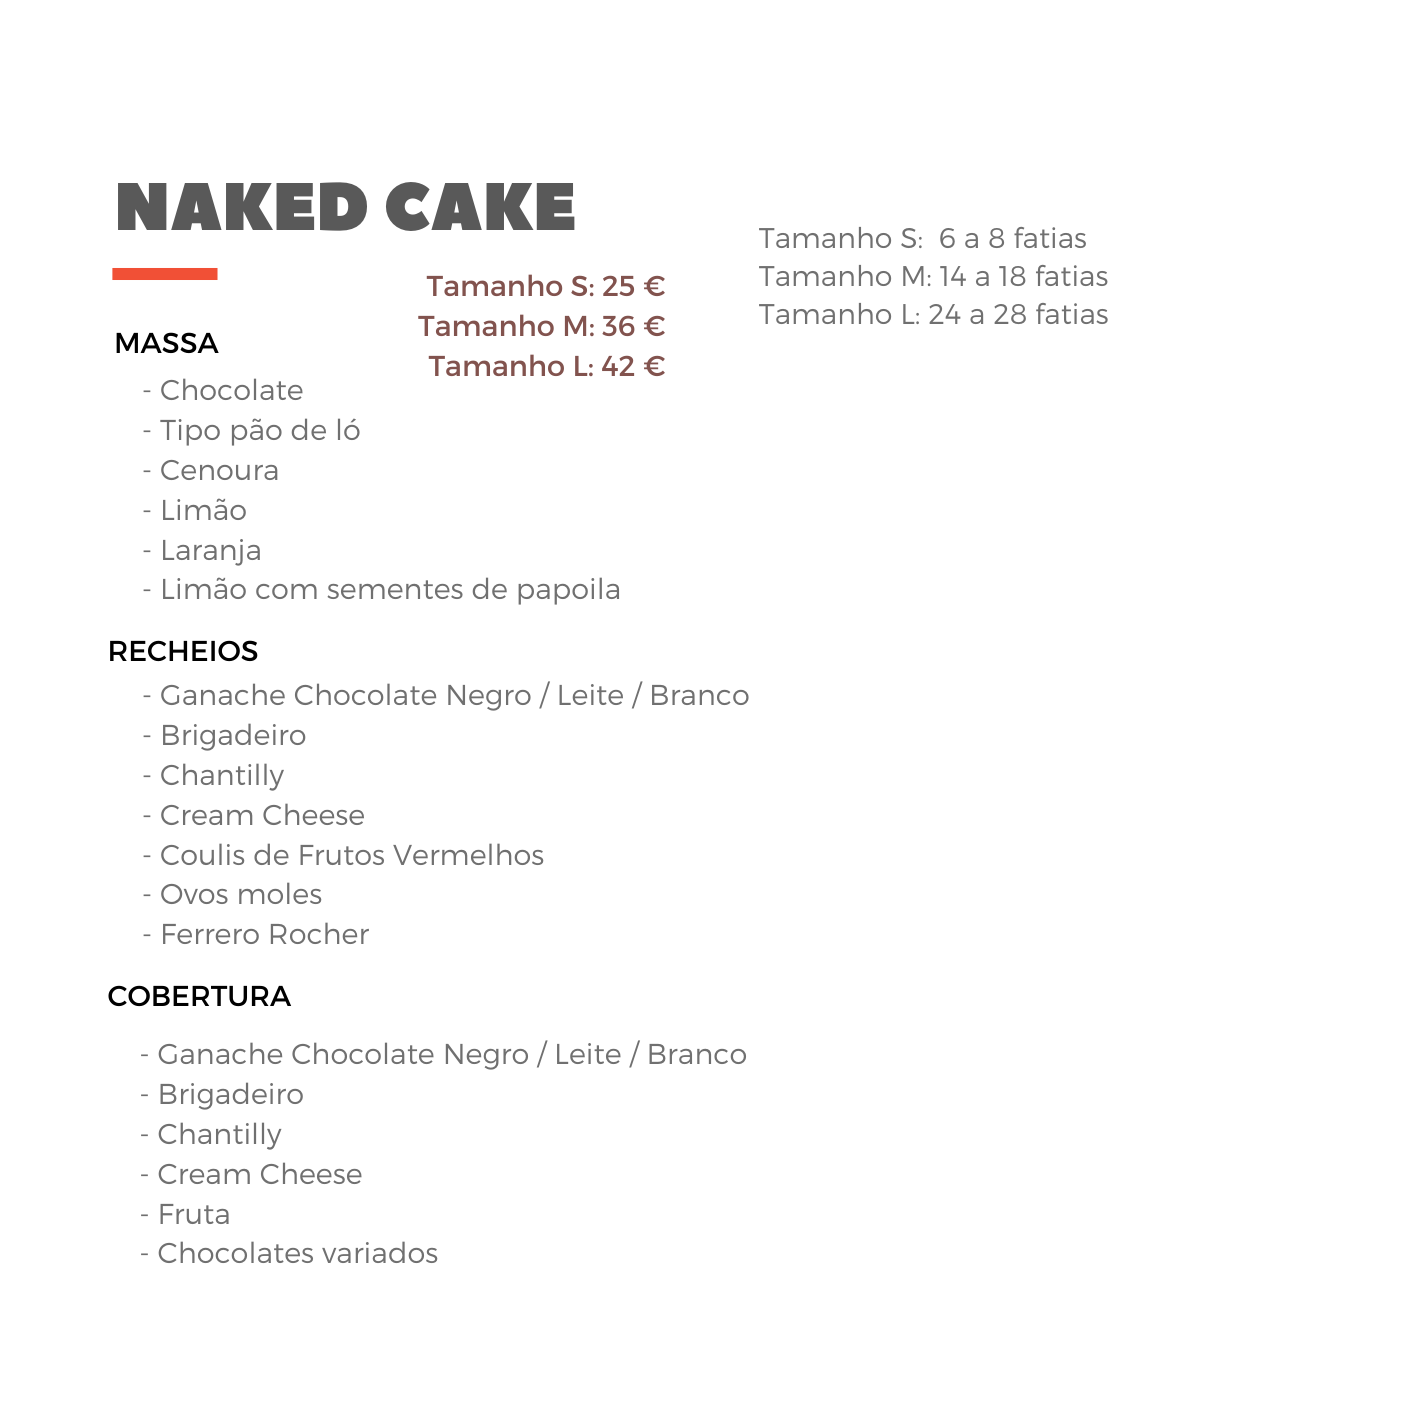 NAKED CAKE
Tamanho S: 25 €
Tamanho M: 36 €
Tamanho L: 42 €
Tamanho S:  6 a 8 fatias
Tamanho M: 14 a 18 fatias
Tamanho L: 24 a 28 fatias
MASSA
- Chocolate
- Tipo pão de ló
- Cenoura
- Limão
- Laranja
- Limão com sementes de papoila
RECHEIOS
- Ganache Chocolate Negro / Leite / Branco
- Brigadeiro
- Chantilly
- Cream Cheese
- Coulis de Frutos Vermelhos
- Ovos moles
- Ferrero Rocher
COBERTURA
- Ganache Chocolate Negro / Leite / Branco
- Brigadeiro
- Chantilly
- Cream Cheese
- Fruta
- Chocolates variados